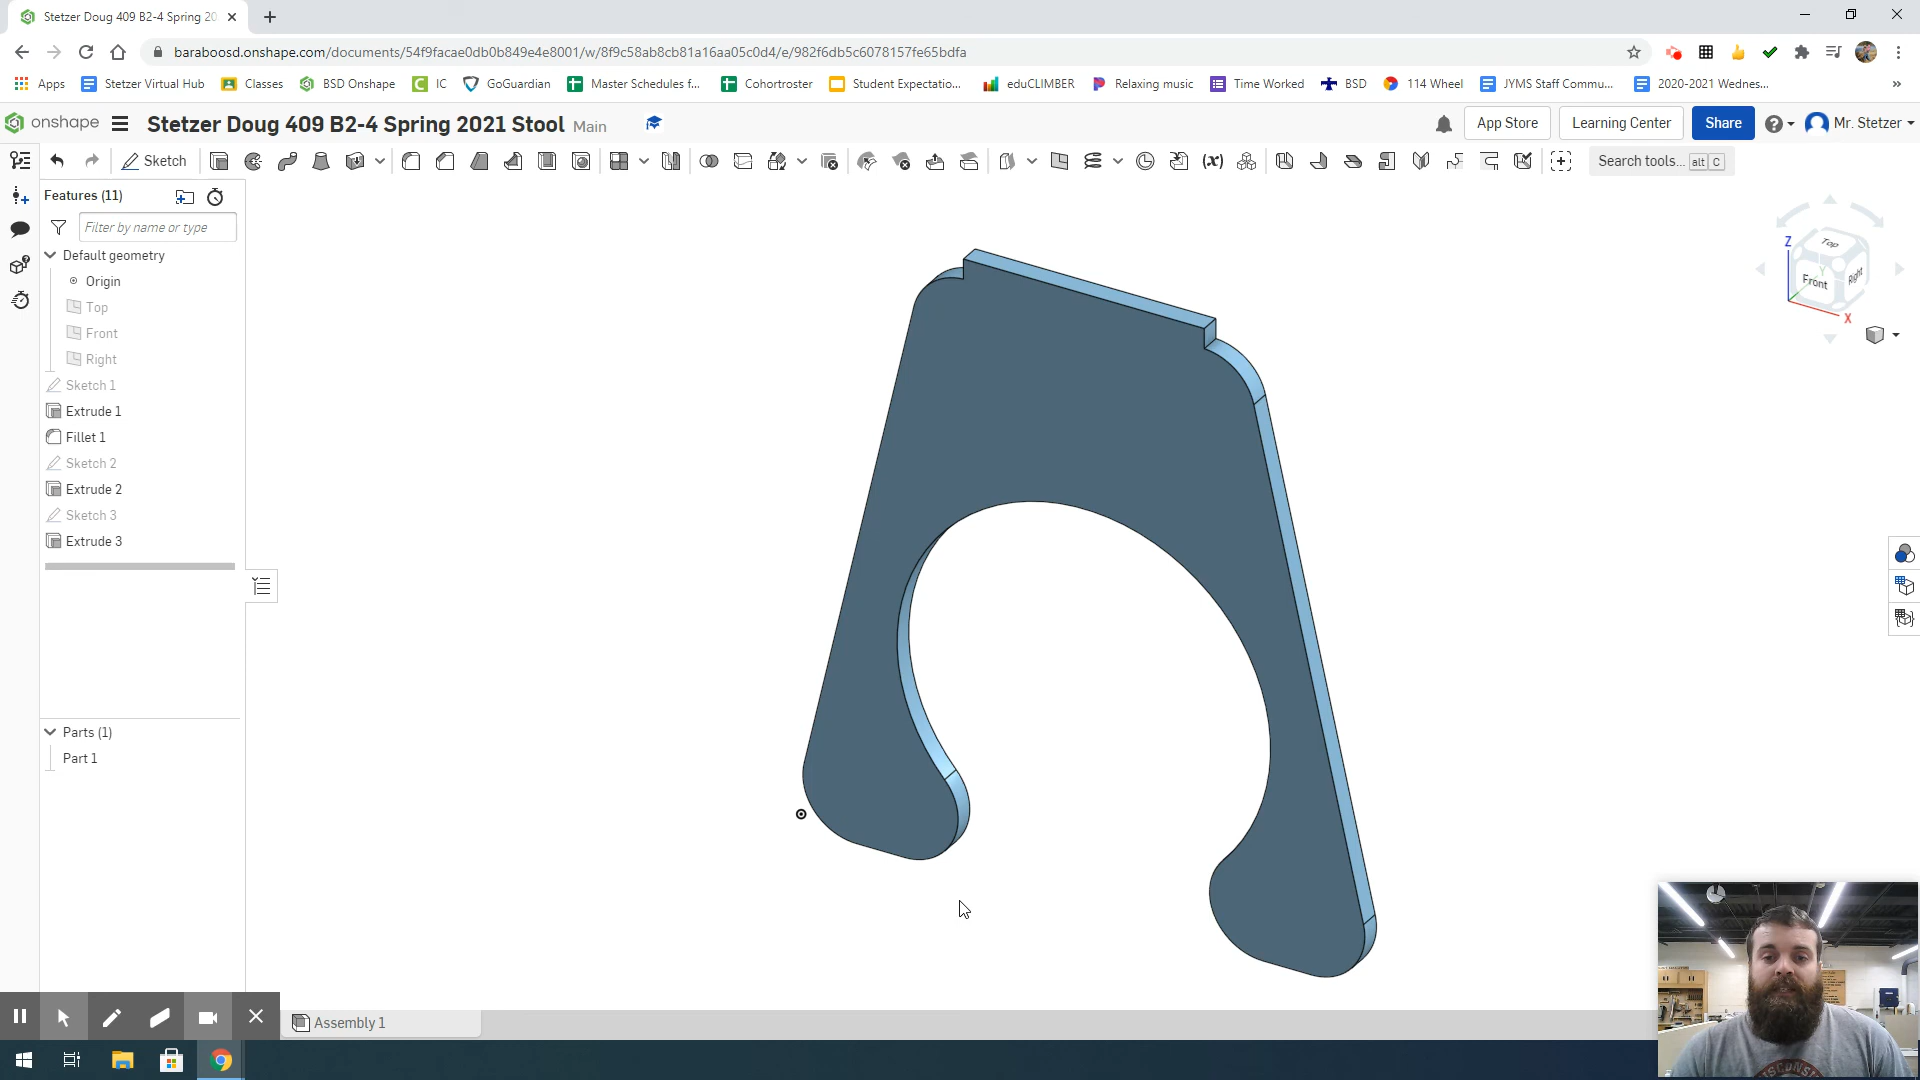 Stetzer Doug 409 B2-4 Spring 20
baraboosd.onshape.com/documents/54f9facae0db0b849e4e8001/w/8f9c58ab8cb81a16aa05c0d4/e/982f6db5c6078157fe65bdfa
Apps Stetzer Virtual Hub Classes BSD Onshape IC GoGuardian Master Schedules f... Cohortroster Student Expectatio... eduCLIMBER Relaxing music Time Worked BSD 114 Wheel JYMS Staff Commu... 2020-2021 Wednes... »
onshape Stetzer Doug 409 B2-4 Spring 2021 Stool Main App Store Learning Center Share Mr. Stetzer
Sketch (x) Search tools... alt C
Features (11)
Filter by name or type
Default geometry
Origin
Top
Front
Right
Sketch 1
Extrude 1
Fillet 1
Sketch 2
Extrude 2
Sketch 3
Extrude 3
Parts (1)
Part 1
Z
Top
Y
Front
Right
X
Assembly 1